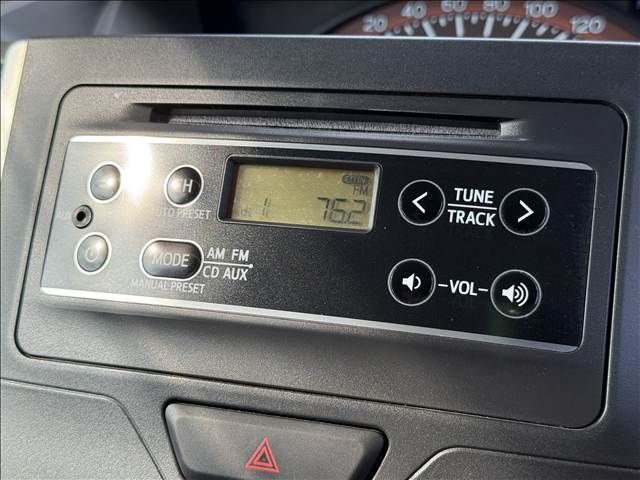 20 40 60 80 100 120
FM
1 76.2
AUX
AUTO PRESET
TUNE
TRACK
MODE
AM FM
CD AUX
MANUAL PRESET
VOL